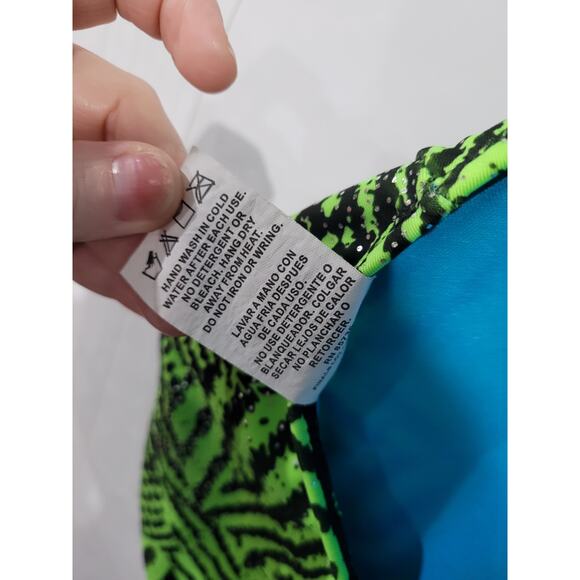 HAND WASH IN COLD
WATER AFTER EACH USE.
NO DETERGENT OR
BLEACH. HANG DRY
AWAY FROM HEAT.
DO NOT IRON OR WRING.
LAVAR A MANO CON
AGUA FRIA DESPUES
DE CADA USO.
NO USE DETERGENTE O
BLANQUEADOR. COLGAR
SECAR LEJOS DE CALOR
NO PLANCHAR O
RETORCER.
RN